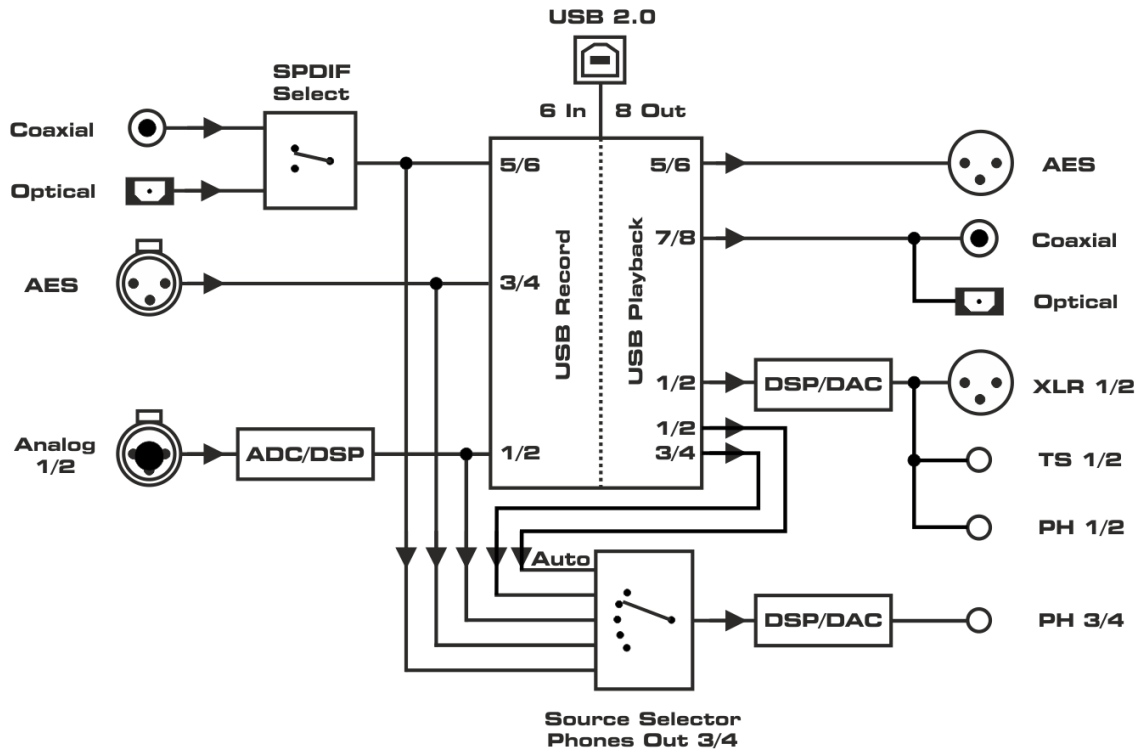 USB 2.0
SPDIF
Select
6 In
8 Out
Coaxial
Optical
AES
Analog
1/2
ADC/DSP
5/6
3/4
1/2
USB Record
USB Playback
5/6
7/8
1/2
1/2
3/4
DSP/DAC
AES
Coaxial
Optical
XLR 1/2
TS 1/2
PH 1/2
Auto
DSP/DAC
PH 3/4
Source Selector
Phones Out 3/4